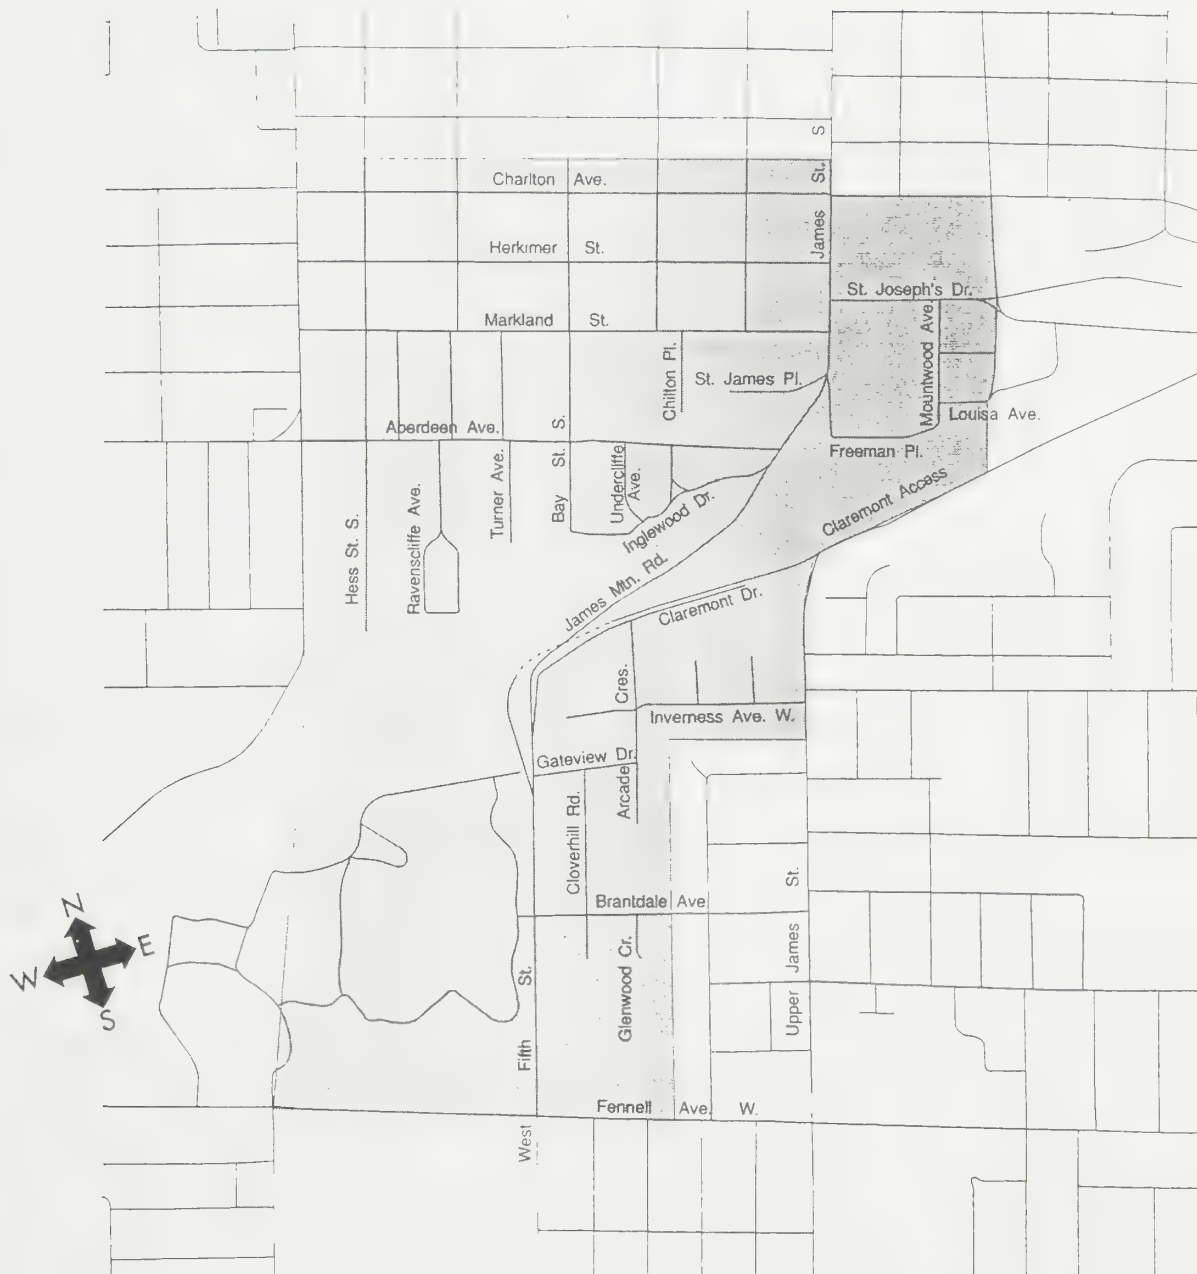 S
Charlton Ave.
St.
James
Herkimer St.
St. Joseph's Dr.
Markland St.
Mountwood Ave.
Chilton Pl.
St. James Pl.
Louisa Ave.
Aberdeen Ave.
Bay St. S.
Freeman Pl.
Turner Ave.
Undercliffe
Ave.
Claremont Access
Ravenscliffe Ave.
Hess St. S.
Inglewood Dr.
James Mtn. Rd.
Claremont Dr.
Arcade Cres.
Inverness Ave. W.
Gateview Dr.
Cloverhill Rd.
Brantdale Ave
Upper James St.
Glenwood Cr.
West Fifth St.
Fennell Ave. W.
N
E
W
S